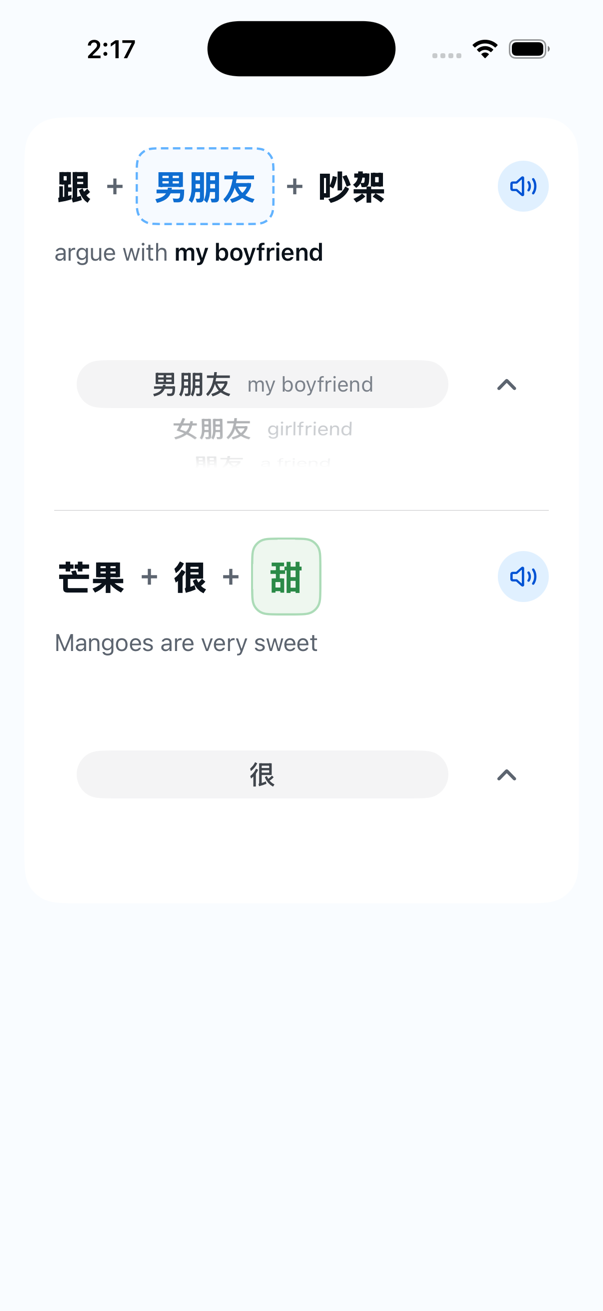 2:17
跟 + 男朋友 + 吵架
argue with my boyfriend
男朋友 my boyfriend
女朋友 girlfriend
芒果 + 很 + 甜
Mangoes are very sweet
很